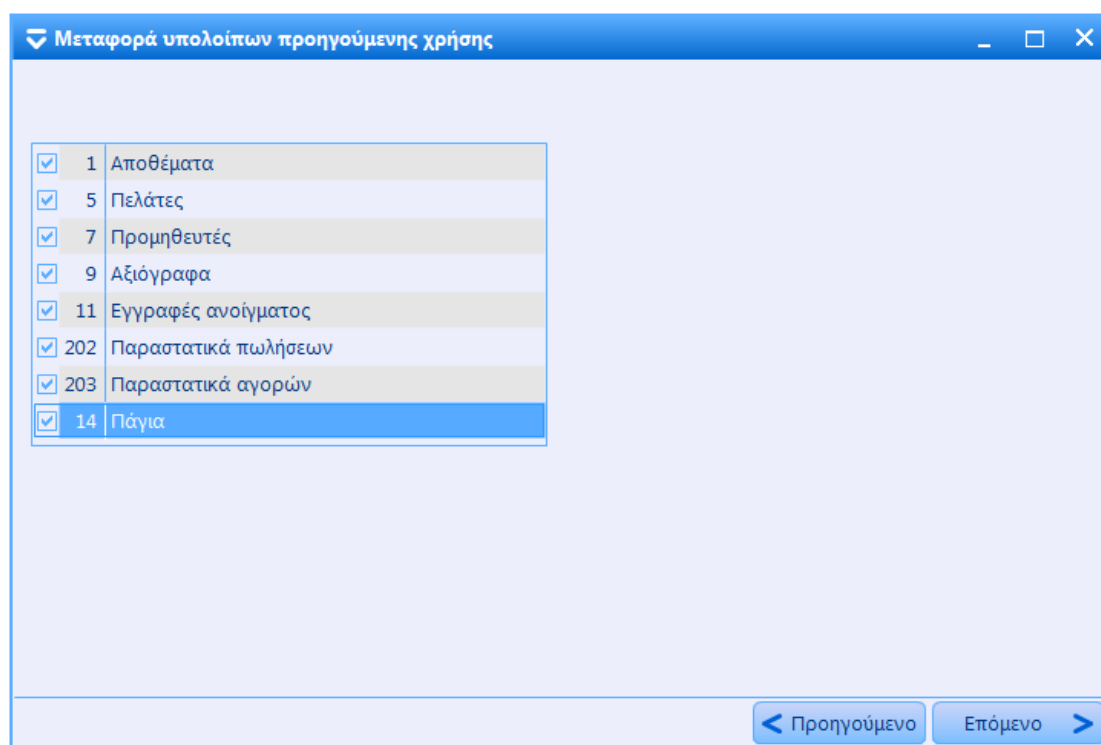 Μεταφορά υπολοίπων προηγούμενης χρήσης
1 Αποθέματα
5 Πελάτες
7 Προμηθευτές
9 Αξιόγραφα
11 Εγγραφές ανοίγματος
202 Παραστατικά πωλήσεων
203 Παραστατικά αγορών
14 Πάγια
Προηγούμενο Επόμενο